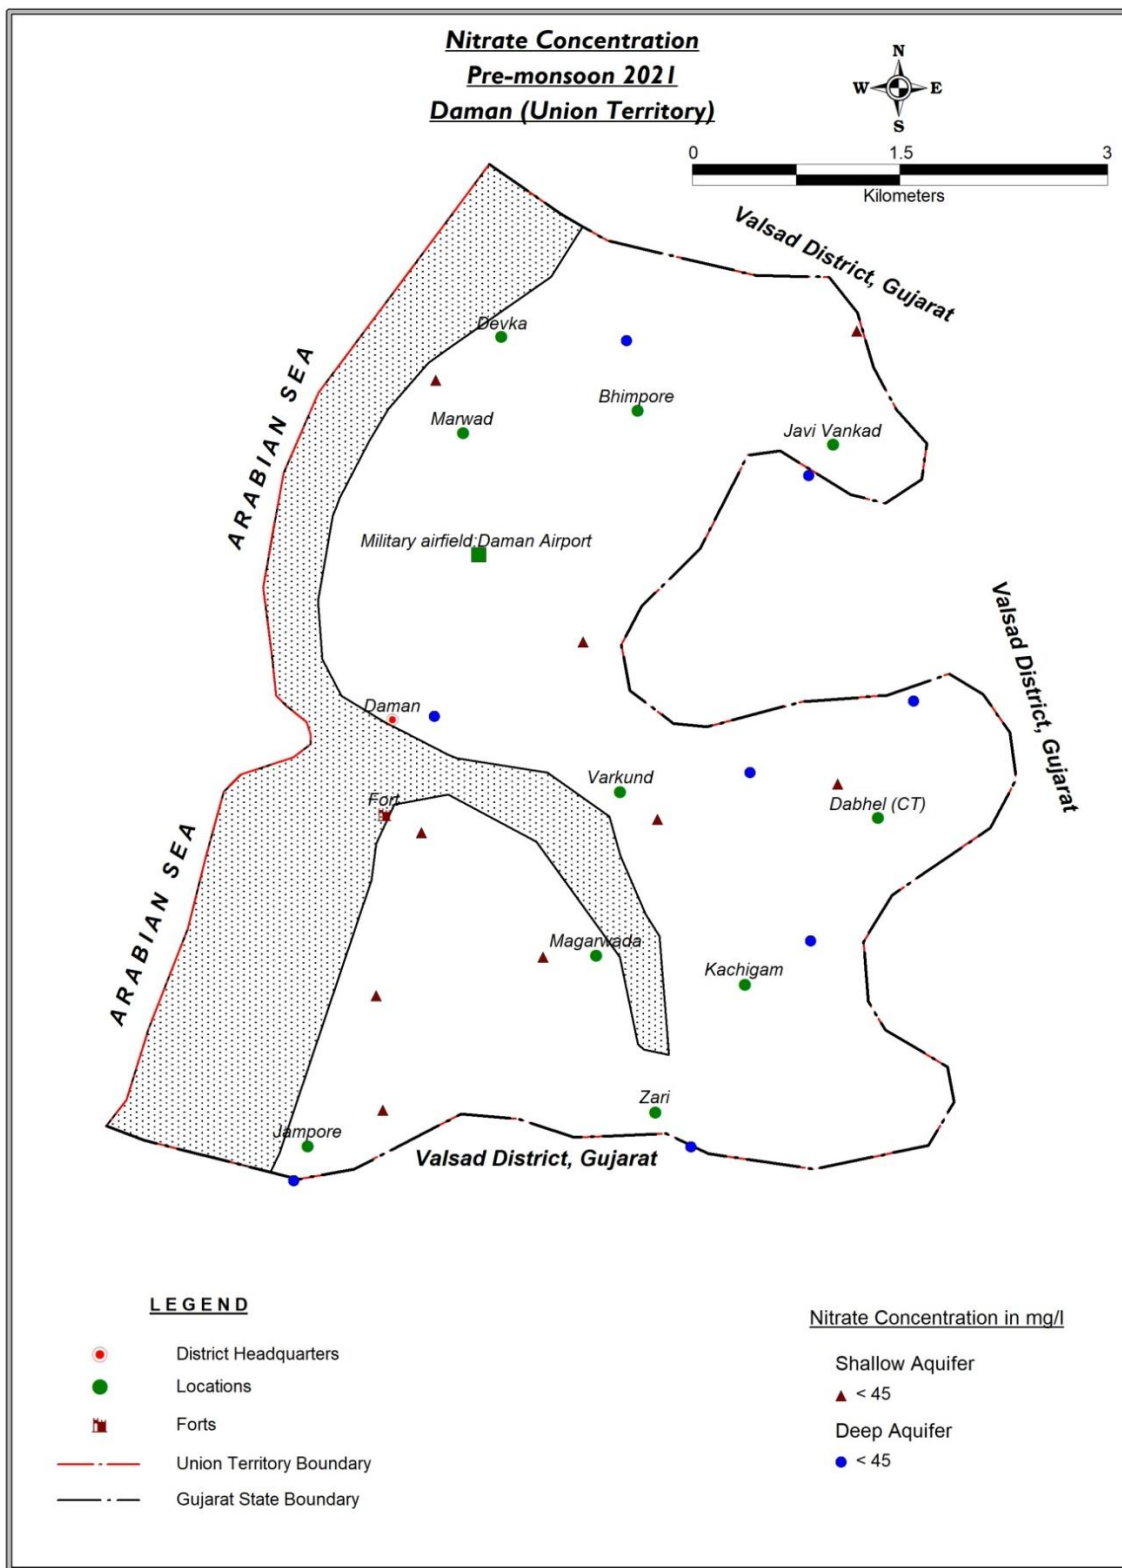 Nitrate Concentration
Pre-monsoon 2021
Daman (Union Territory)
N
W E
S
0 1.5 3
Kilometers
Valsad District, Gujarat
Devka
Bhimpore
Marwad
Javi Vankad
ARABIAN SEA
Military airfield;Daman Airport
Valsad District, Gujarat
Daman
Varkund
Fort
Dabhel (CT)
ARABIAN SEA
Magarwada
Kachigam
Zari
Jampore
Valsad District, Gujarat
LEGEND
District Headquarters
Locations
Forts
Union Territory Boundary
Gujarat State Boundary
Nitrate Concentration in mg/l
Shallow Aquifer
< 45
Deep Aquifer
< 45